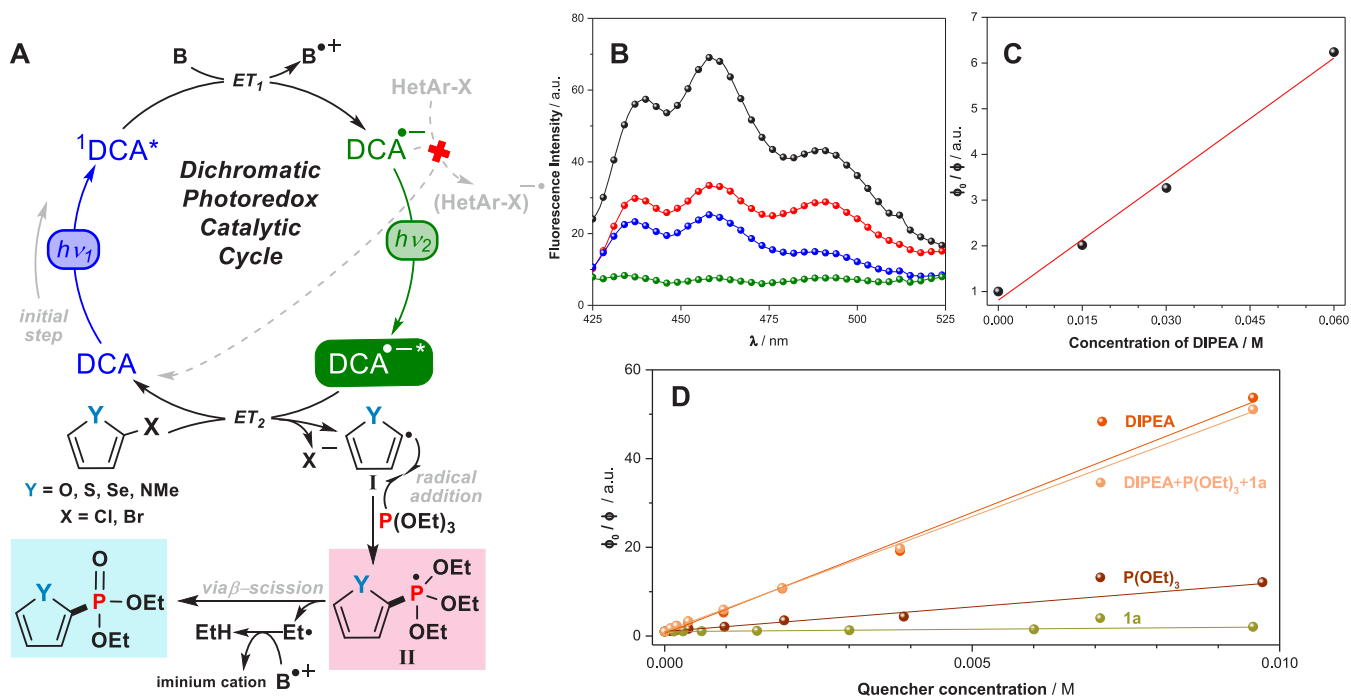 A
B
B•+
ET1
HetAr-X
1DCA*
DCA•–
Dichromatic
Photoredox
Catalytic
Cycle
(HetAr-X)–•
hν1
hν2
initial
step
DCA
DCA•–*
Y
X
ET2
X–
Y
•
I
radical
addition
Y = O, S, Se, NMe
X = Cl, Br
P(OEt)3
O
Y
P
OEt
OEt
via β–scission
EtH
Et•
iminium cation
B•+
Y
•
P
OEt
OEt
OEt
II
B
Fluorescence Intensity / a.u.
80
60
40
20
0
425
450
475
500
525
λ / nm
C
ϕ0 / ϕ / a.u.
7
6
5
4
3
2
1
0.000
0.015
0.030
0.045
0.060
Concentration of DIPEA / M
D
ϕ0 / ϕ / a.u.
60
40
20
0
DIPEA
DIPEA+P(OEt)3+1a
P(OEt)3
1a
0.000
0.005
0.010
Quencher concentration / M